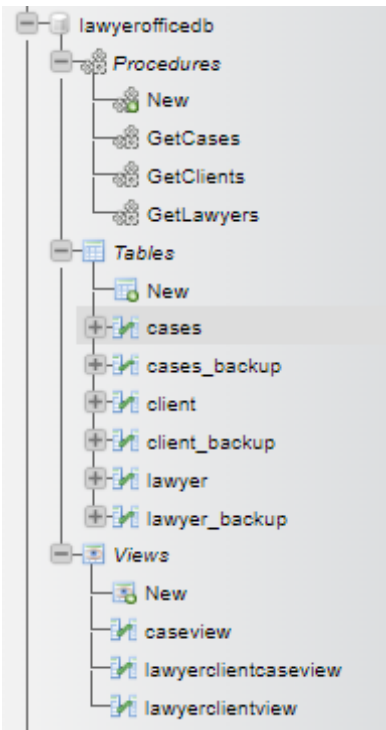 lawyerofficedb
Procedures
New
GetCases
GetClients
GetLawyers
Tables
New
cases
cases_backup
client
client_backup
lawyer
lawyer_backup
Views
New
caseview
lawyerclientcaseview
lawyerclientview